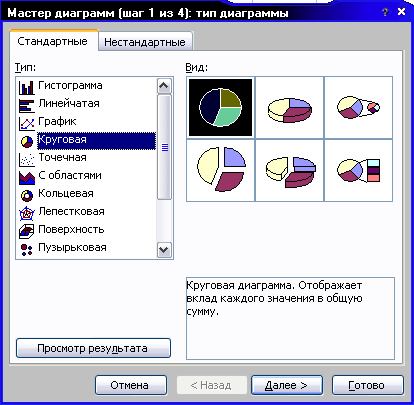 Мастер диаграмм (шаг 1 из 4): тип диаграммы
Стандартные
Нестандартные
Тип:
Гистограмма
Линейчатая
График
Круговая
Точечная
С областями
Кольцевая
Лепестковая
Поверхность
Пузырьковая
Вид:
Круговая диаграмма. Отображает
вклад каждого значения в общую
сумму.
Просмотр результата
Отмена
< Назад
Далее >
Готово